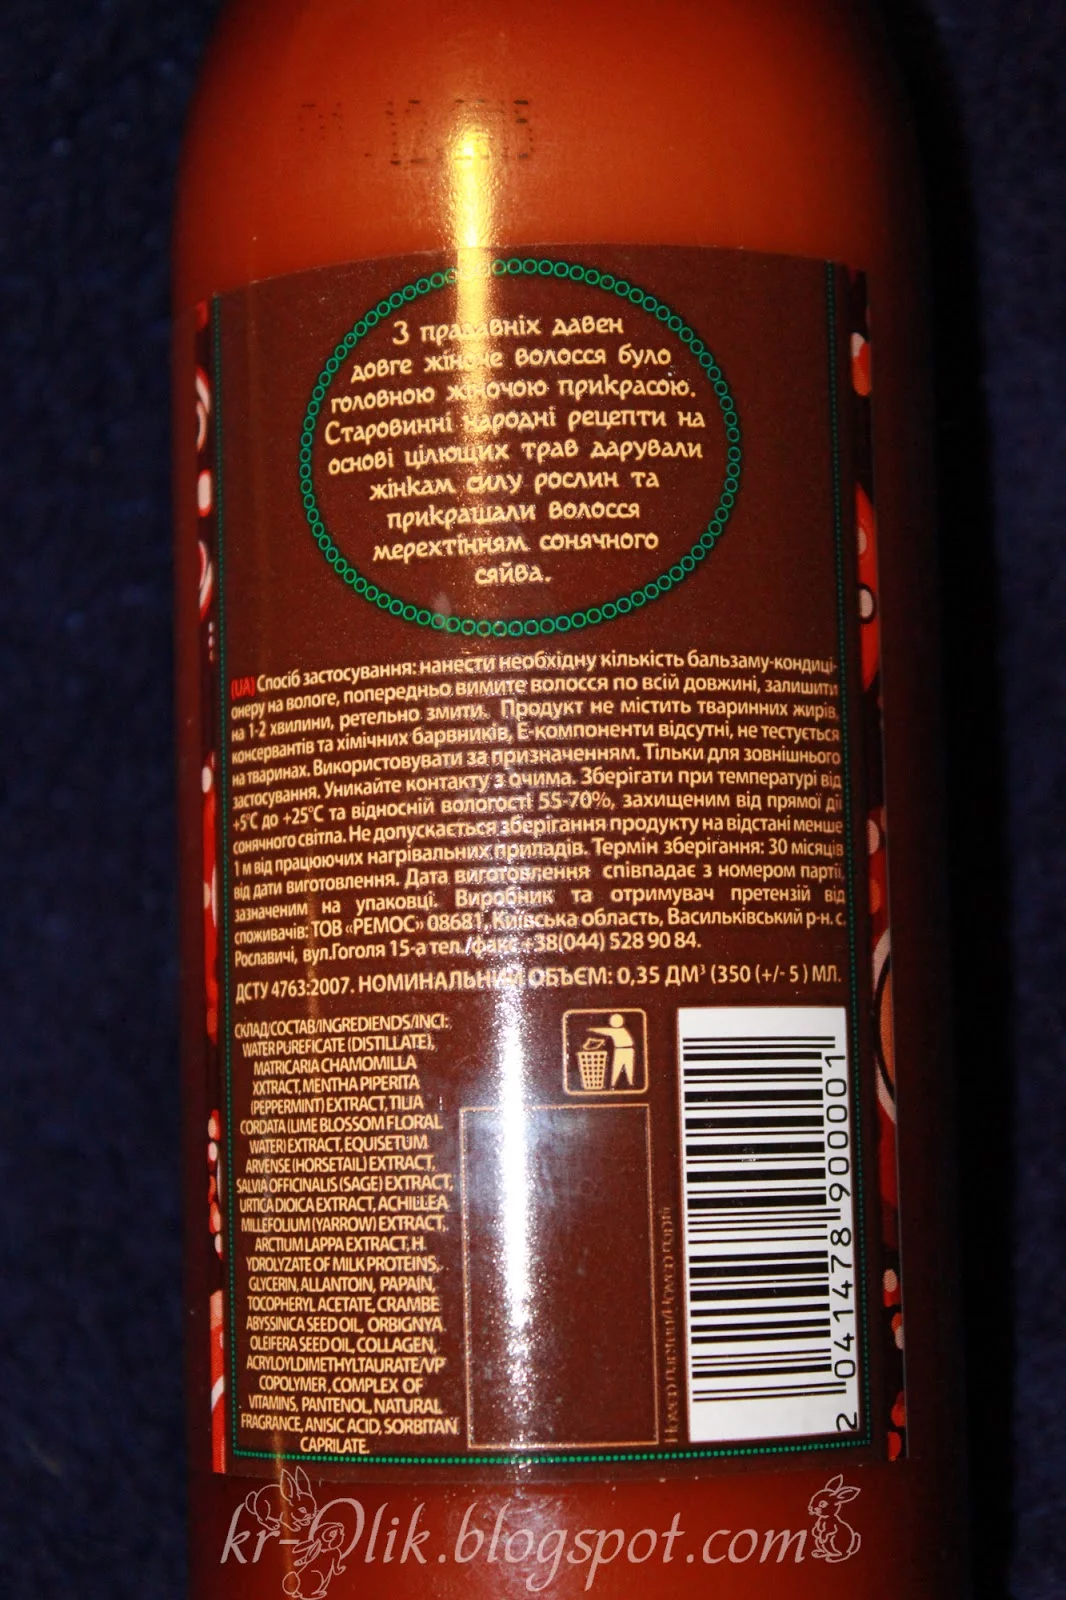 З прадавніх давен
довге жіноче волосся було
головною жіночою прикрасою.
Старовинні народні рецепти на
основі цілющих трав дарували
жінкам силу рослин та
прикрашали волосся
мерехтінням сонячного
сяйва.
(UA) Спосіб застосування: нанести необхідну кількість бальзаму-кондиці-
онеру на вологе, попередньо вимите волосся по всій довжині, залишити
на 1-2 хвилини, ретельно змити. Продукт не містить тваринних жирів,
консервантів та хімічних барвників, Е-компоненти відсутні, не тестується
на тваринах. Використовувати за призначенням. Тільки для зовнішнього
застосування. Уникайте контакту з очима. Зберігати при температурі від
+5°С до +25°С та відносній вологості 55-70%, захищеним від прямої дії
сонячного світла. Не допускається зберігання продукту на відстані менше
1 м від працюючих нагрівальних приладів. Термін зберігання: 30 місяців
від дати виготовлення. Дата виготовлення співпадає з номером партії,
зазначеним на упаковці. Виробник та отримувач претензій від
споживачів: ТОВ «РЕМОС» 08681, Київська область, Васильківський р-н. с.
Рославичі, вул.Гоголя 15-а тел./факс +38(044) 528 90 84.
ДСТУ 4763:2007. НОМИНАЛЬНЫЙ ОБЪЄМ: 0,35 ДМ³ (350 (+/- 5 ) МЛ.
СКЛАД/СОСТАВ/INGREDIENDS/INCI:
WATER PUREFICATE (DISTILLATE),
MATRICARIA CHAMOMILLA
XXTRACT, MENTHA PIPERITA
(PEPPERMINT) EXTRACT, TILIA
CORDATA (LIME BLOSSOM FLORAL
WATER) EXTRACT, EQUISETUM
ARVENSE (HORSETAIL) EXTRACT,
SALVIA OFFICINALIS (SAGE) EXTRACT,
URTICA DIOICA EXTRACT, ACHILLEA
MILLEFOLIUM (YARROW) EXTRACT,
ARCTIUM LAPPA EXTRACT, H
YDROLYZATE OF MILK PROTEINS,
GLYCERIN, ALLANTOIN, PAPAIN,
TOCOPHERYL ACETATE, CRAMBE
ABYSSINICA SEED OIL, ORBIGNYA
OLEIFERA SEED OIL, COLLAGEN,
ACRYLOYLDIMETHYLTAURATE/VP
COPOLYMER, COMPLEX OF
VITAMINS, PANTENOL, NATURAL
FRAGRANCE, ANISIC ACID, SORBITAN
CAPRILATE.
2 041478 900001
kr-Olik.blogspot.com